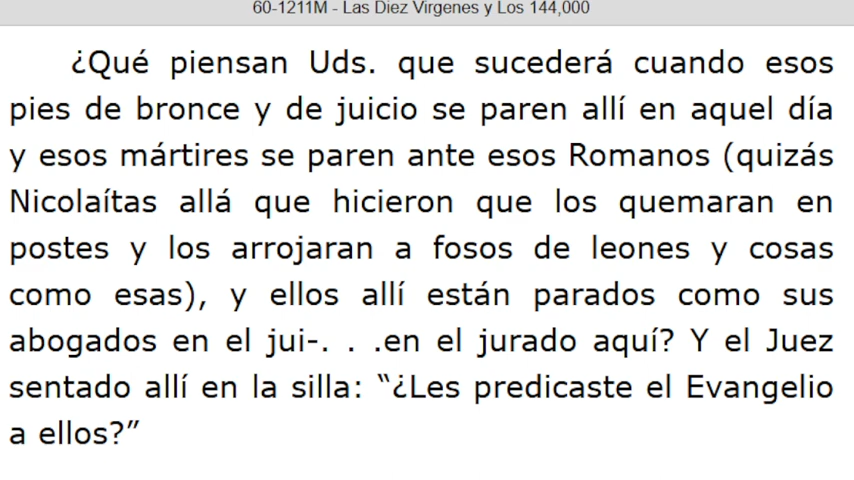 60-1211M - Las Diez Virgenes y Los 144,000
¿Qué piensan Uds. que sucederá cuando esos
pies de bronce y de juicio se paren allí en aquel día
y esos mártires se paren ante esos Romanos (quizás
Nicolaítas allá que hicieron que los quemaran en
postes y los arrojaran a fosos de leones y cosas
como esas), y ellos allí están parados como sus
abogados en el jui-. . .en el jurado aquí? Y el Juez
sentado allí en la silla: “¿Les predicaste el Evangelio
a ellos?”